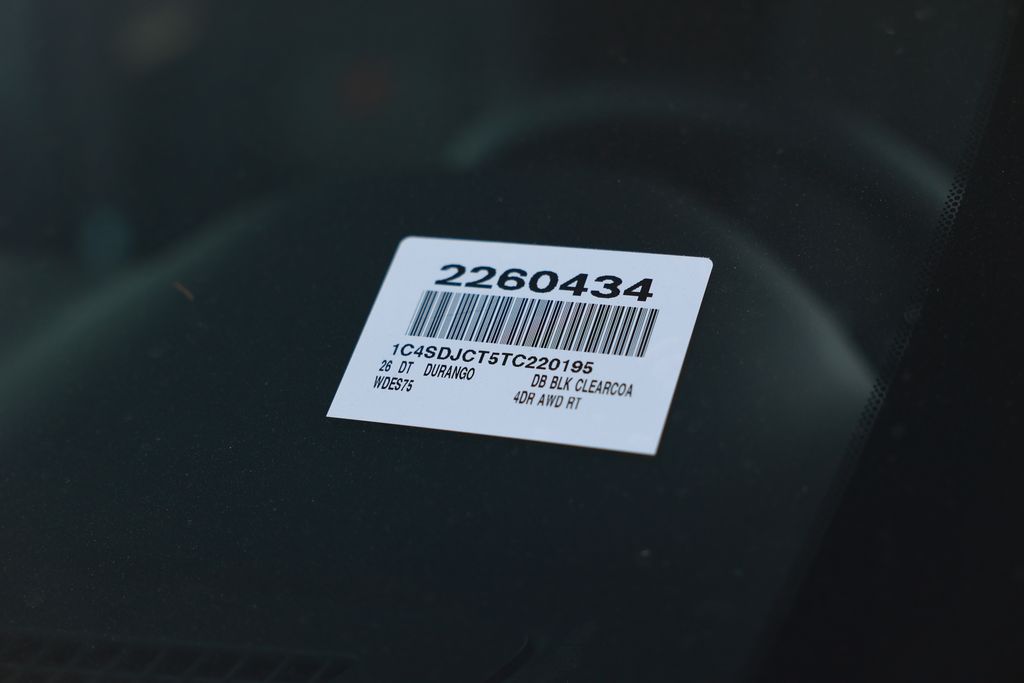 2260434
1C4SDJCT5TC220195
26 DT DURANGO DB BLK CLEARCOA
WDES75 4DR AWD RT